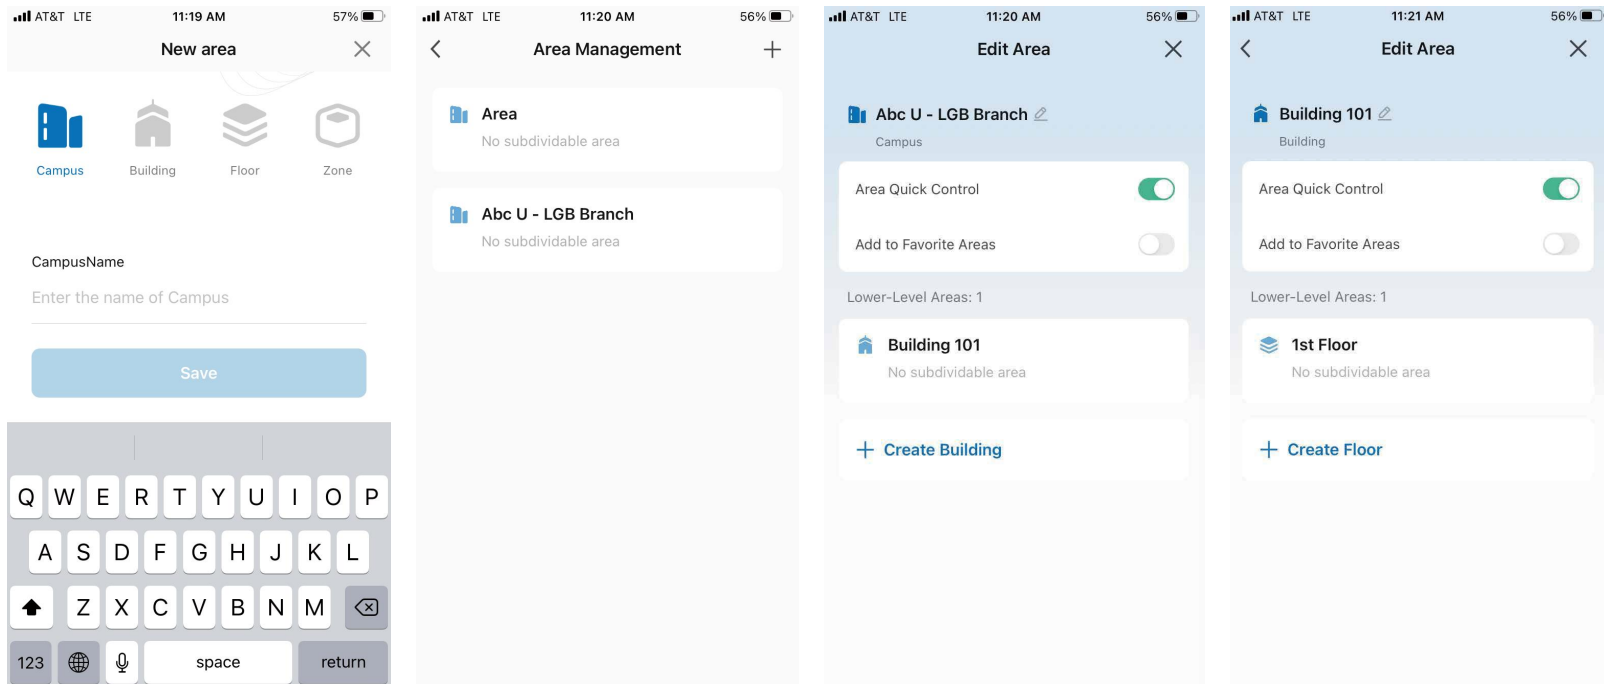 AT&T LTE 11:19 AM 57%
New area
Campus Building Floor Zone
CampusName
Enter the name of Campus
Save
Q W E R T Y U I O P
A S D F G H J K L
Z X C V B N M
123 space return
AT&T LTE 11:20 AM 56%
Area Management
Area
No subdividable area
Abc U - LGB Branch
No subdividable area
AT&T LTE 11:20 AM 56%
Edit Area
Abc U - LGB Branch
Campus
Area Quick Control
Add to Favorite Areas
Lower-Level Areas: 1
Building 101
No subdividable area
Create Building
AT&T LTE 11:21 AM 56%
Edit Area
Building 101
Building
Area Quick Control
Add to Favorite Areas
Lower-Level Areas: 1
1st Floor
No subdividable area
Create Floor